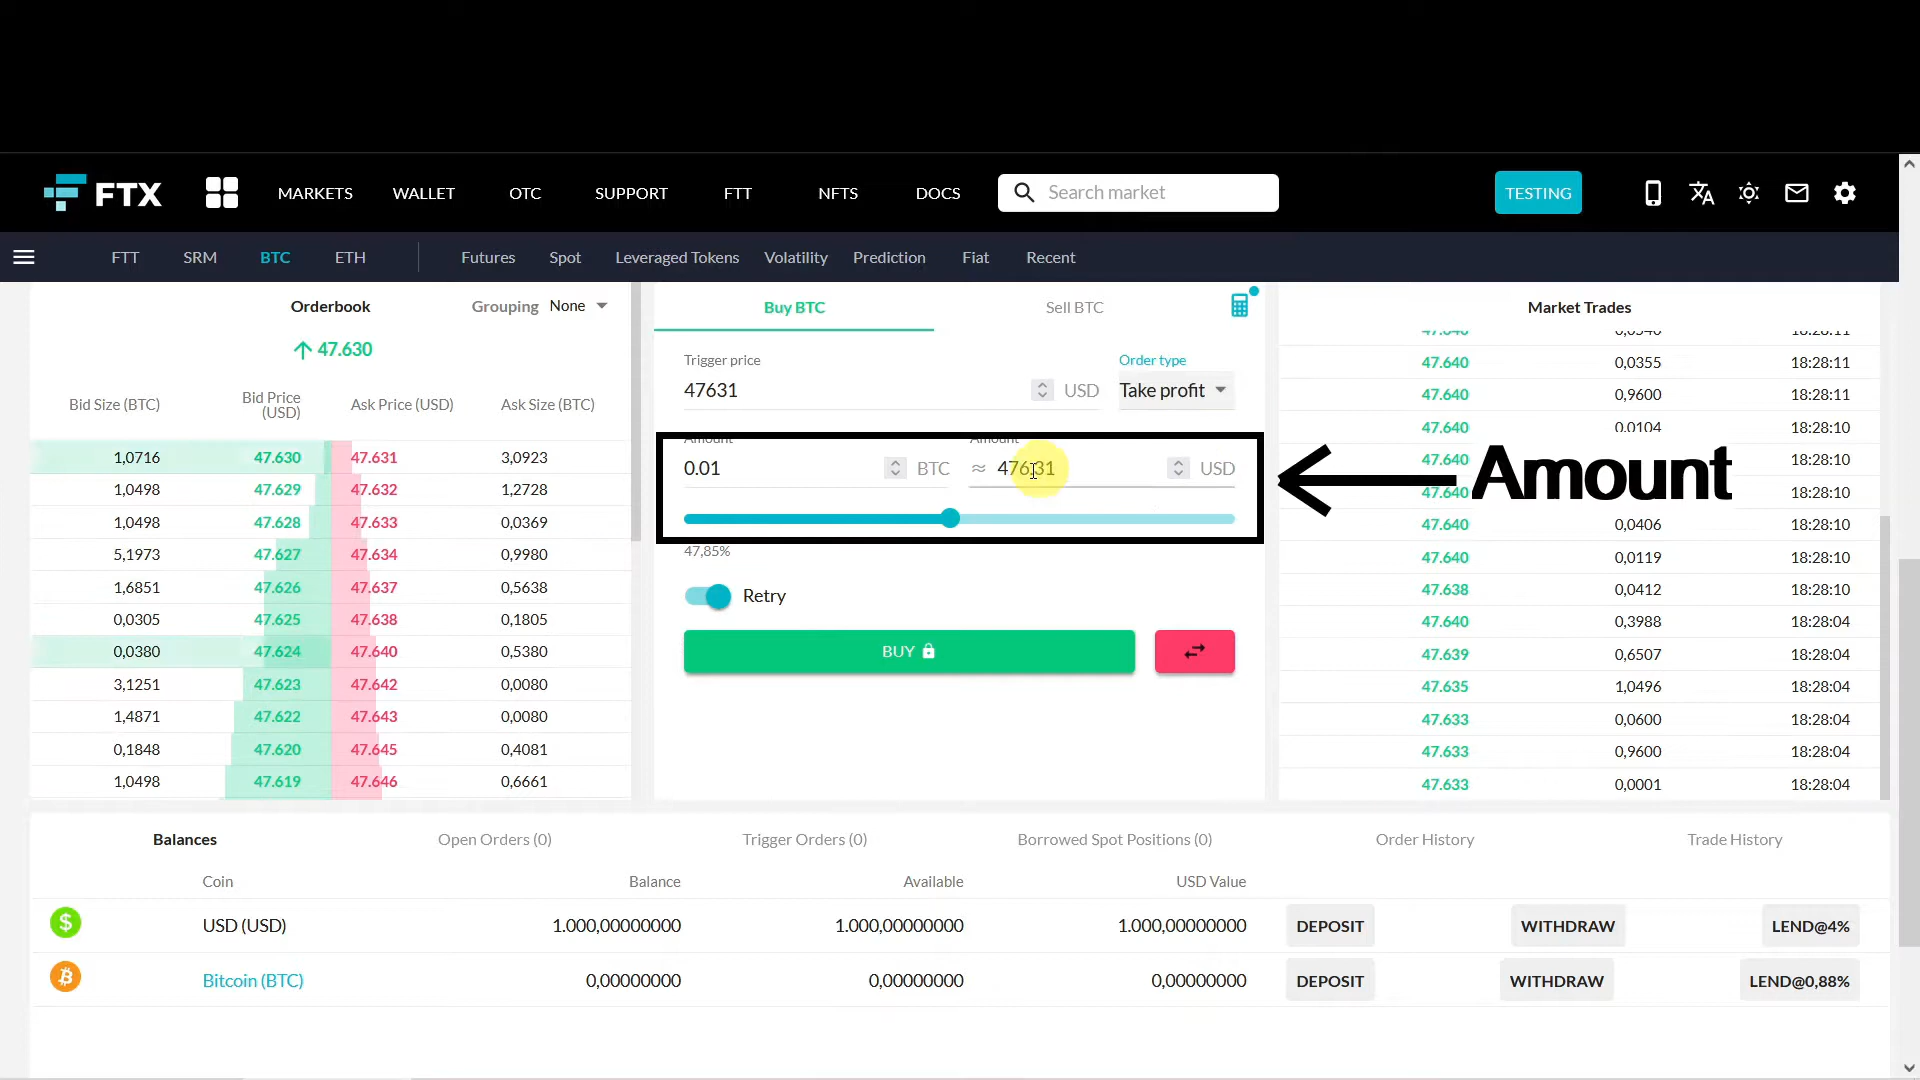 FTX
MARKETS
WALLET
OTC
SUPPORT
FTT
NFTS
DOCS
Search market
TESTING
FTT
SRM
BTC
ETH
Futures
Spot
Leveraged Tokens
Volatility
Prediction
Fiat
Recent
Orderbook
Grouping None
47.630
Bid Size (BTC)
Bid Price (USD)
Ask Price (USD)
Ask Size (BTC)
1,0716 47.630 47.631 3,0923
1,0498 47.629 47.632 1,2728
1,0498 47.628 47.633 0,0369
5,1973 47.627 47.634 0,9980
1,6851 47.626 47.637 0,5638
0,0305 47.625 47.638 0,1805
0,0380 47.624 47.640 0,5380
3,1251 47.623 47.642 0,0080
1,4871 47.622 47.643 0,0080
0,1848 47.620 47.645 0,4081
1,0498 47.619 47.646 0,6661
Buy BTC
Sell BTC
Trigger price
47631 USD
Order type
Take profit
Amount
0.01 BTC
Amount
≈ 476.31 USD
47,85%
Retry
BUY
Amount
Market Trades
47.640 0,0540 18:28:11
47.640 0,0355 18:28:11
47.640 0,9600 18:28:11
47.640 0,0104 18:28:10
47.640 18:28:10
47.640 18:28:10
47.640 0,0406 18:28:10
47.640 0,0119 18:28:10
47.638 0,0412 18:28:10
47.640 0,3988 18:28:04
47.639 0,6507 18:28:04
47.635 1,0496 18:28:04
47.633 0,0600 18:28:04
47.633 0,9600 18:28:04
47.633 0,0001 18:28:04
Balances
Open Orders (0)
Trigger Orders (0)
Borrowed Spot Positions (0)
Order History
Trade History
Coin
Balance
Available
USD Value
USD (USD) 1.000,00000000 1.000,00000000 1.000,00000000 DEPOSIT WITHDRAW LEND@4%
Bitcoin (BTC) 0,00000000 0,00000000 0,00000000 DEPOSIT WITHDRAW LEND@0,88%